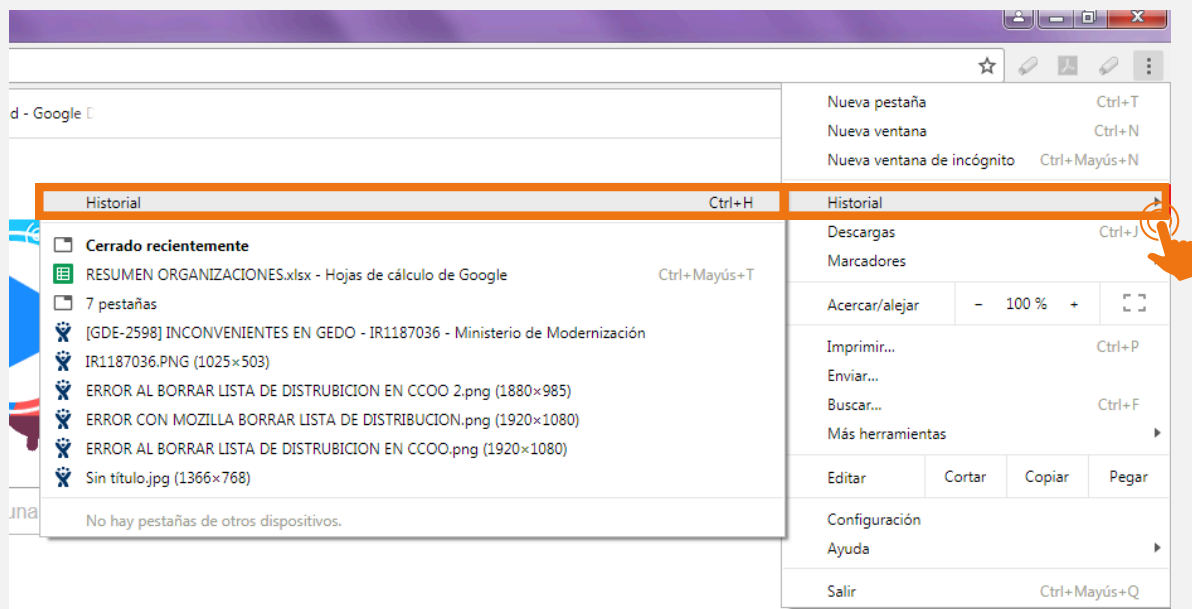 d - Google
Nueva pestaña Ctrl+T
Nueva ventana Ctrl+N
Nueva ventana de incógnito Ctrl+Mayús+N
Historial Ctrl+H
Historial
Descargas Ctrl+J
Marcadores
Cerrado recientemente
RESUMEN ORGANIZACIONES.xlsx - Hojas de cálculo de Google Ctrl+Mayús+T
7 pestañas
[GDE-2598] INCONVENIENTES EN GEDO - IR1187036 - Ministerio de Modernización
IR1187036.PNG (1025×503)
ERROR AL BORRAR LISTA DE DISTRUBICION EN CCOO 2.png (1880×985)
ERROR CON MOZILLA BORRAR LISTA DE DISTRIBUCION.png (1920×1080)
ERROR AL BORRAR LISTA DE DISTRUBICION EN CCOO.png (1920×1080)
Sin título.jpg (1366×768)
No hay pestañas de otros dispositivos.
una
Acercar/alejar - 100 % +
Imprimir... Ctrl+P
Enviar...
Buscar... Ctrl+F
Más herramientas
Editar Cortar Copiar Pegar
Configuración
Ayuda
Salir Ctrl+Mayús+Q